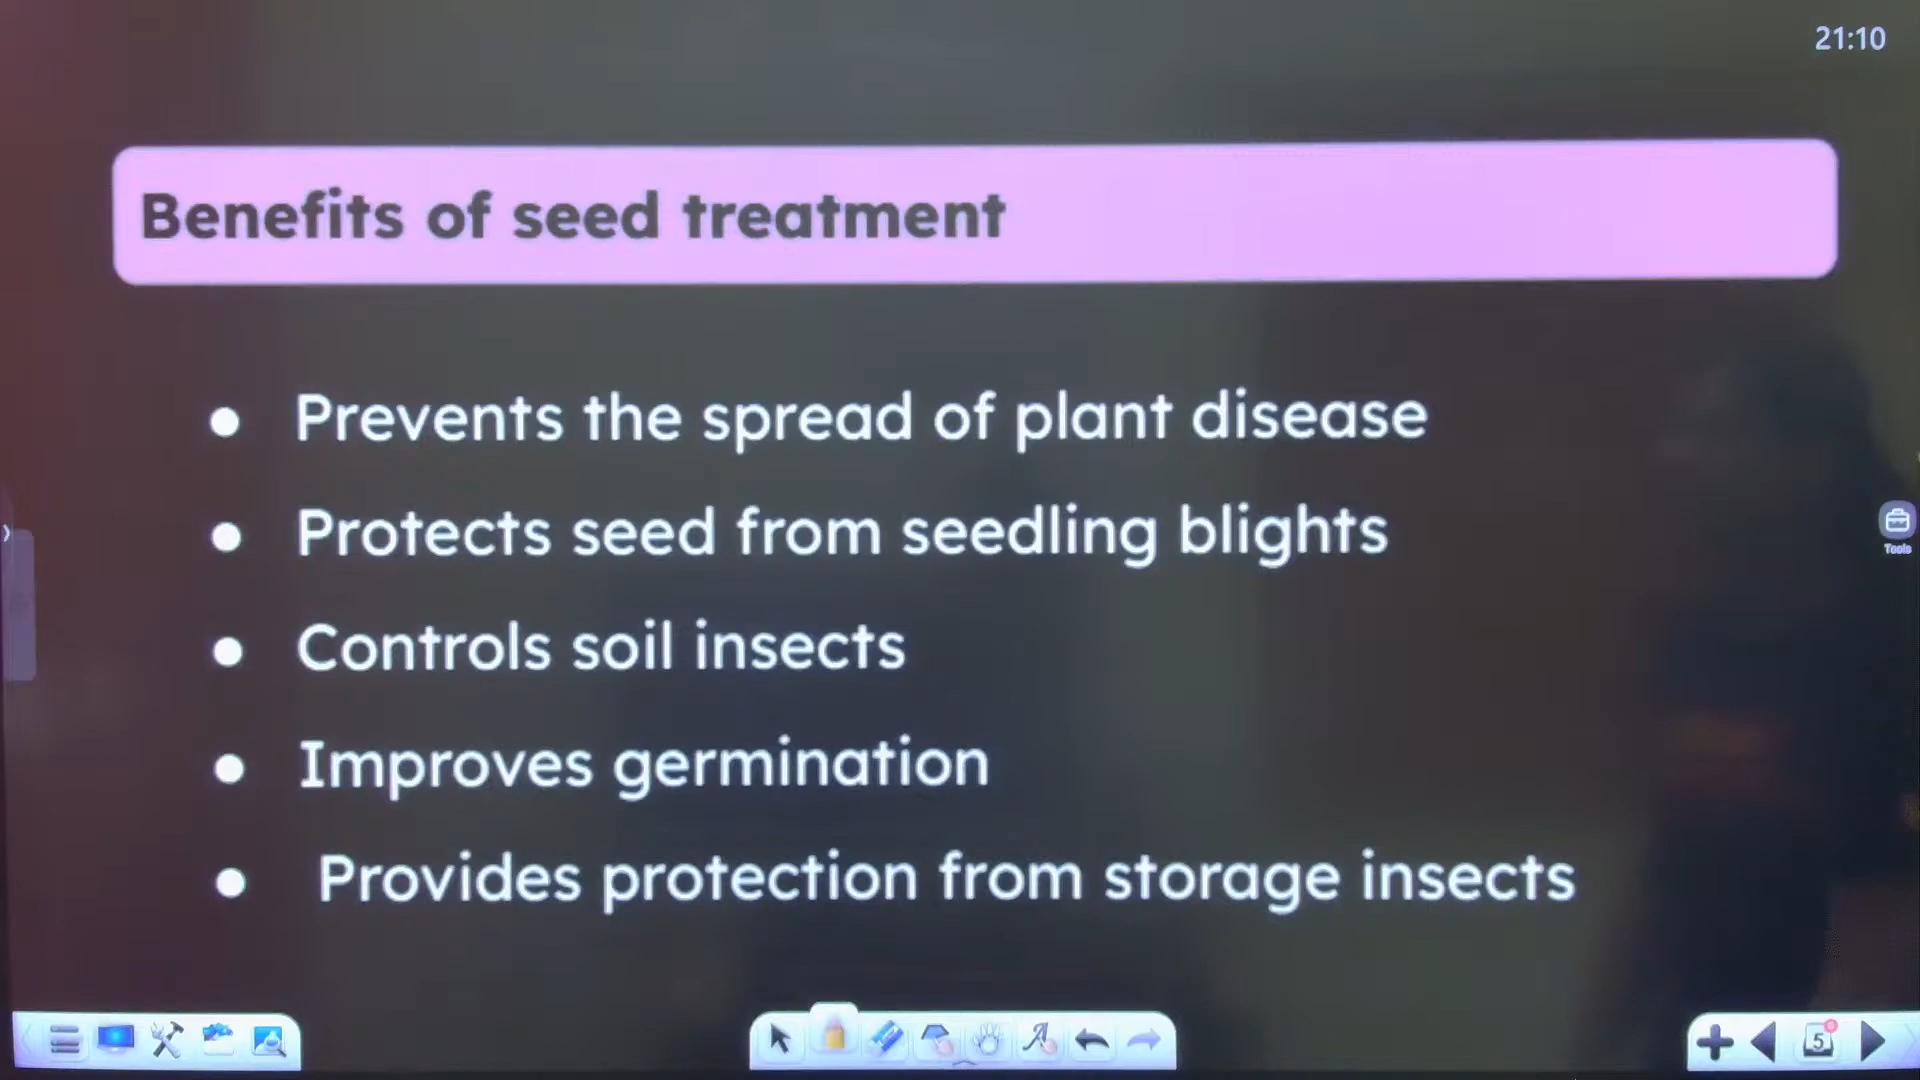 21:10
Benefits of seed treatment
● Prevents the spread of plant disease
● Protects seed from seedling blights
● Controls soil insects
● Improves germination
● Provides protection from storage insects
Tools
5